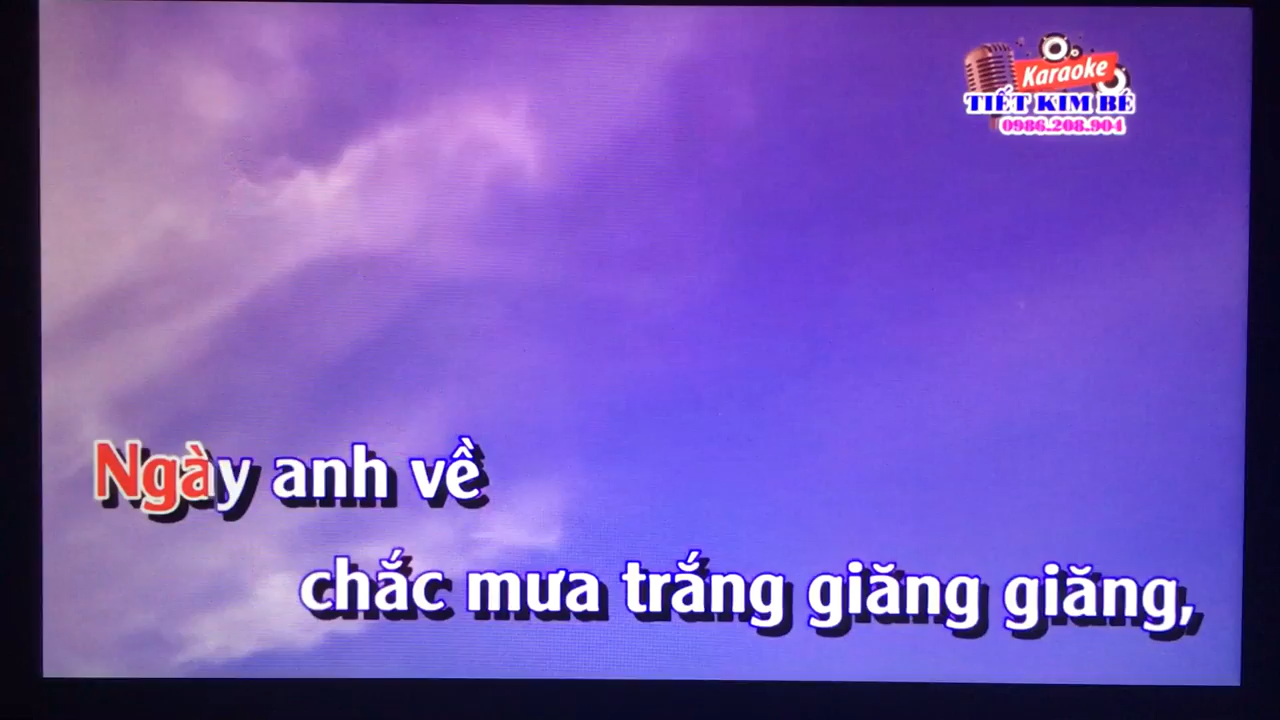 Karaoke
TIẾT KIM BÉ
0986.208.904
Ngày anh về
chắc mưa trắng giăng giăng,